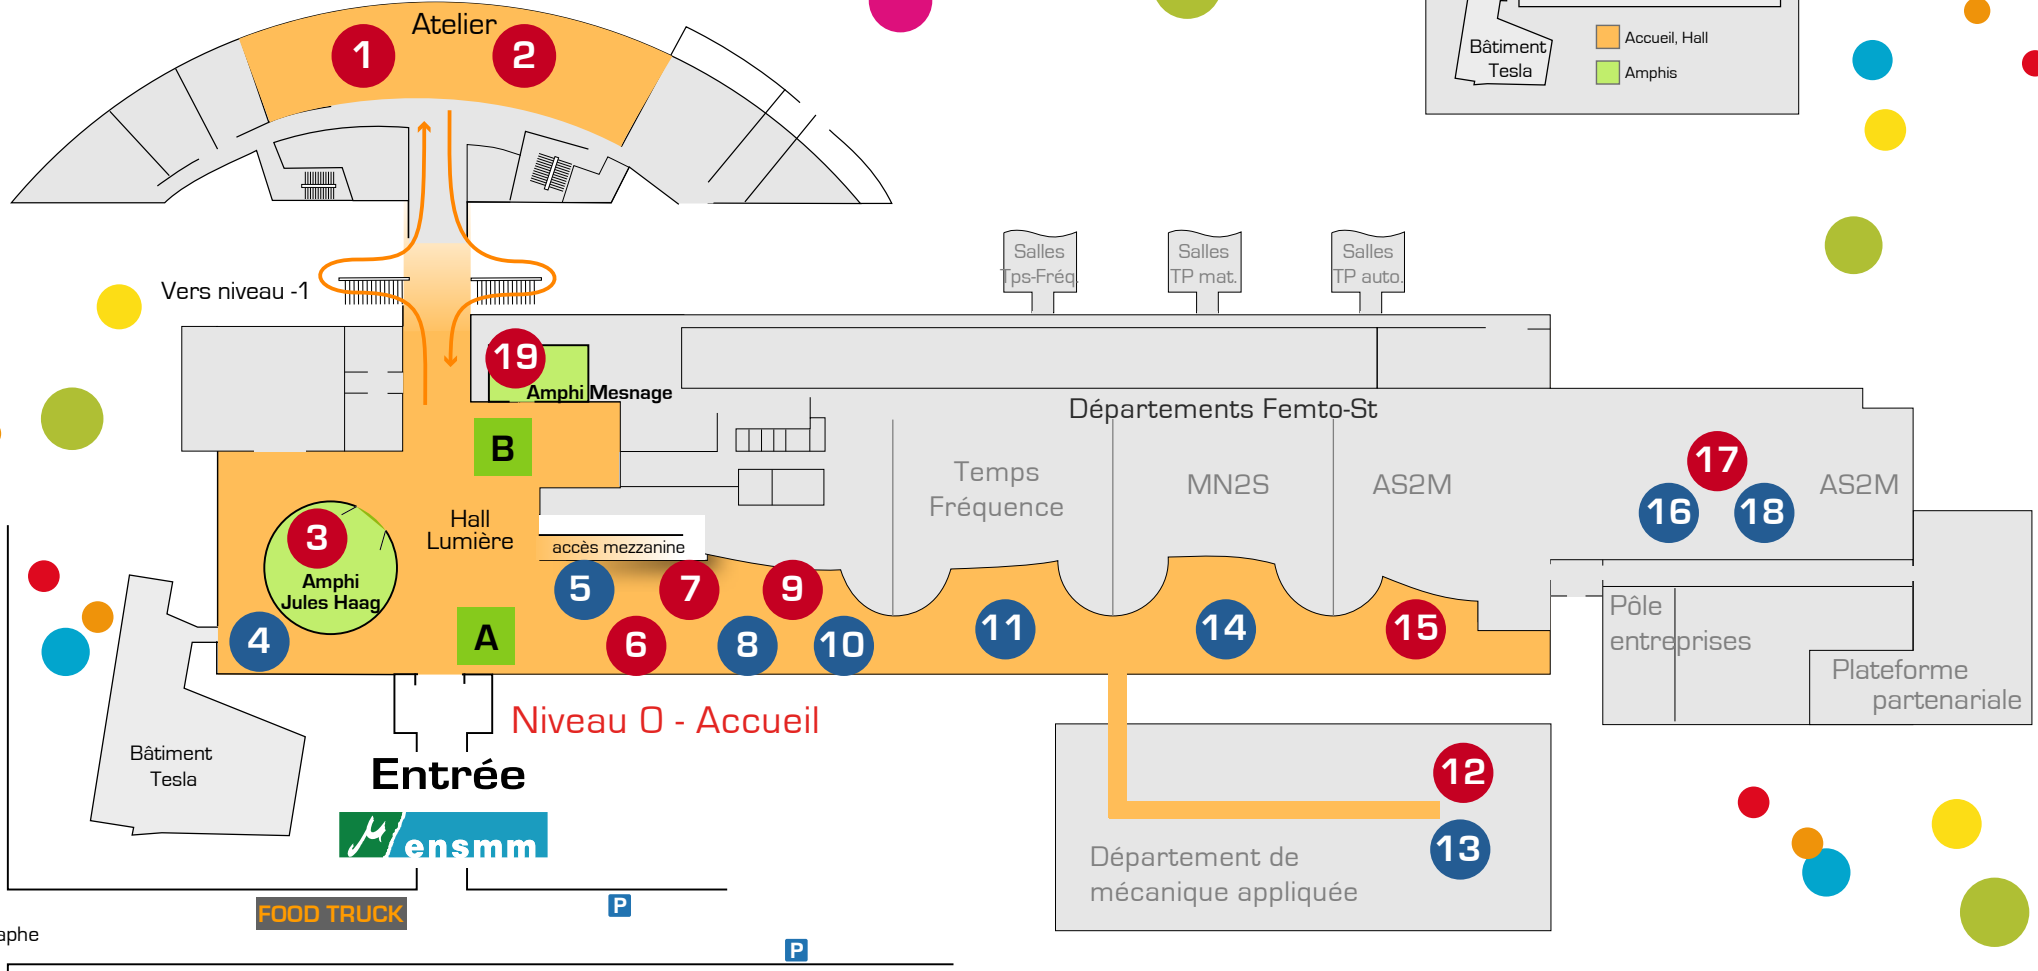 Atelier
1
2
Bâtiment
Tesla
Accueil, Hall
Amphis
Vers niveau -1
Salles
Tps-Fréq.
Salles
TP mat.
Salles
TP auto.
19
Amphi Mesnage
B
Départements Femto-St
Temps
Fréquence
MN2S
AS2M
17
16
18
AS2M
3
Amphi
Jules Haag
Hall
Lumière
accès mezzanine
4
A
5
6
7
8
9
10
11
14
15
Pôle
entreprises
Plateforme
partenariale
Niveau 0 - Accueil
Entrée
µ ensmm
Bâtiment
Tesla
12
13
Département de
mécanique appliquée
FOOD TRUCK
P
aphe
P